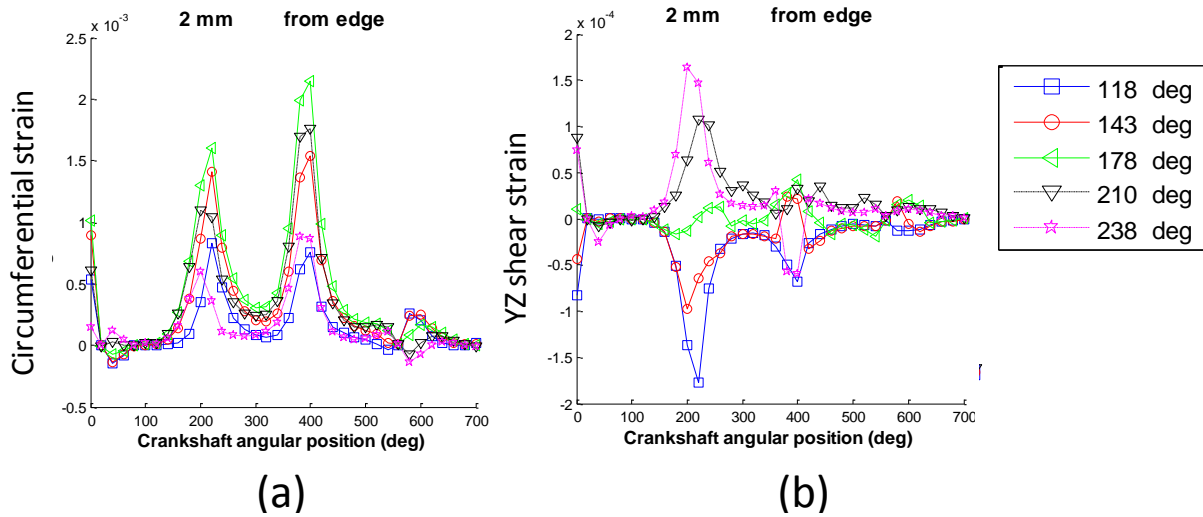 2 mm from edge
x 10-3
Circumferential strain
2.5
2
1.5
1
0.5
0
-0.5
0 100 200 300 400 500 600 700
Crankshaft angular position (deg)
(a)
2 mm from edge
x 10-4
YZ shear strain
2
1.5
1
0.5
0
-0.5
-1
-1.5
-2
0 100 200 300 400 500 600 700
Crankshaft angular position (deg)
(b)
118 deg
143 deg
178 deg
210 deg
238 deg